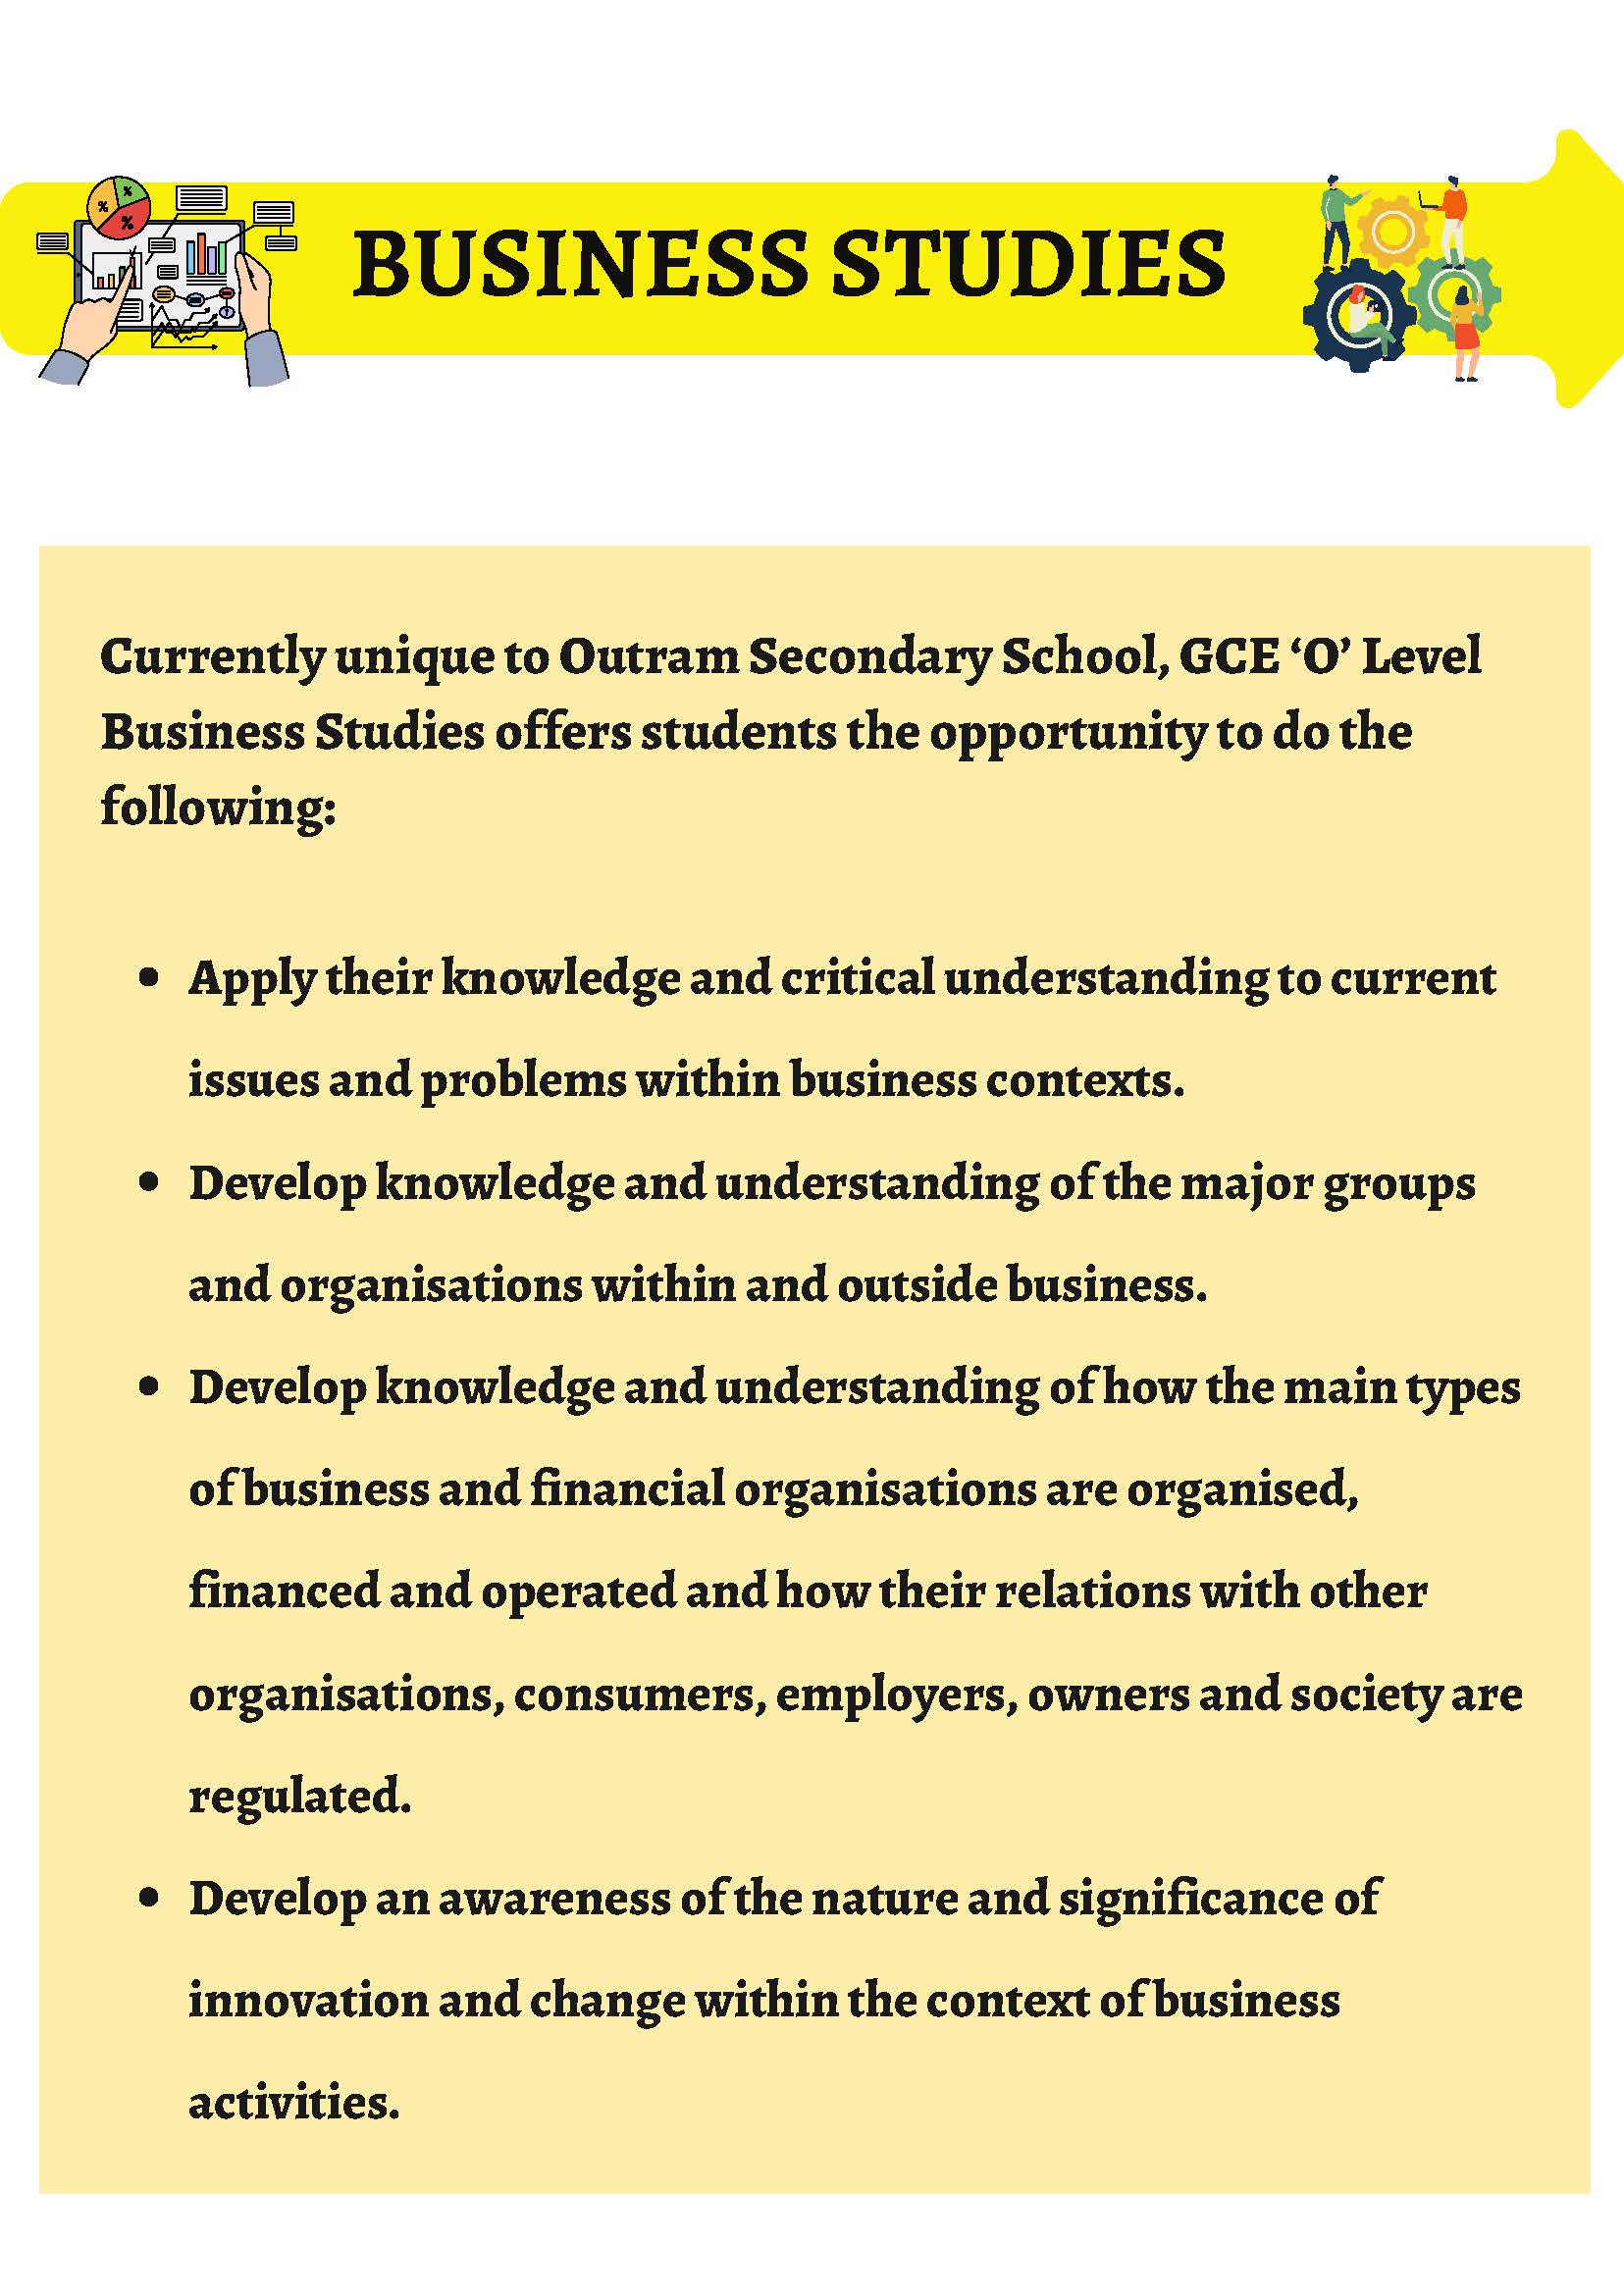 BUSINESS STUDIES
Currently unique to Outram Secondary School, GCE ‘O’ Level
Business Studies offers students the opportunity to do the
following:
• Apply their knowledge and critical understanding to current
issues and problems within business contexts.
• Develop knowledge and understanding of the major groups
and organisations within and outside business.
• Develop knowledge and understanding of how the main types
of business and financial organisations are organised,
financed and operated and how their relations with other
organisations, consumers, employers, owners and society are
regulated.
• Develop an awareness of the nature and significance of
innovation and change within the context of business
activities.